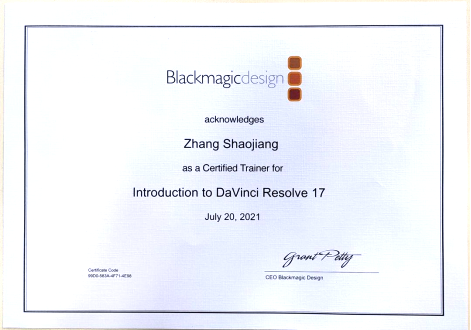 Blackmagicdesign
acknowledges
Zhang Shaojiang
as a Certified Trainer for
Introduction to DaVinci Resolve 17
July 20, 2021
Grant Petty
Certificate Code
CEO Blackmagic Design